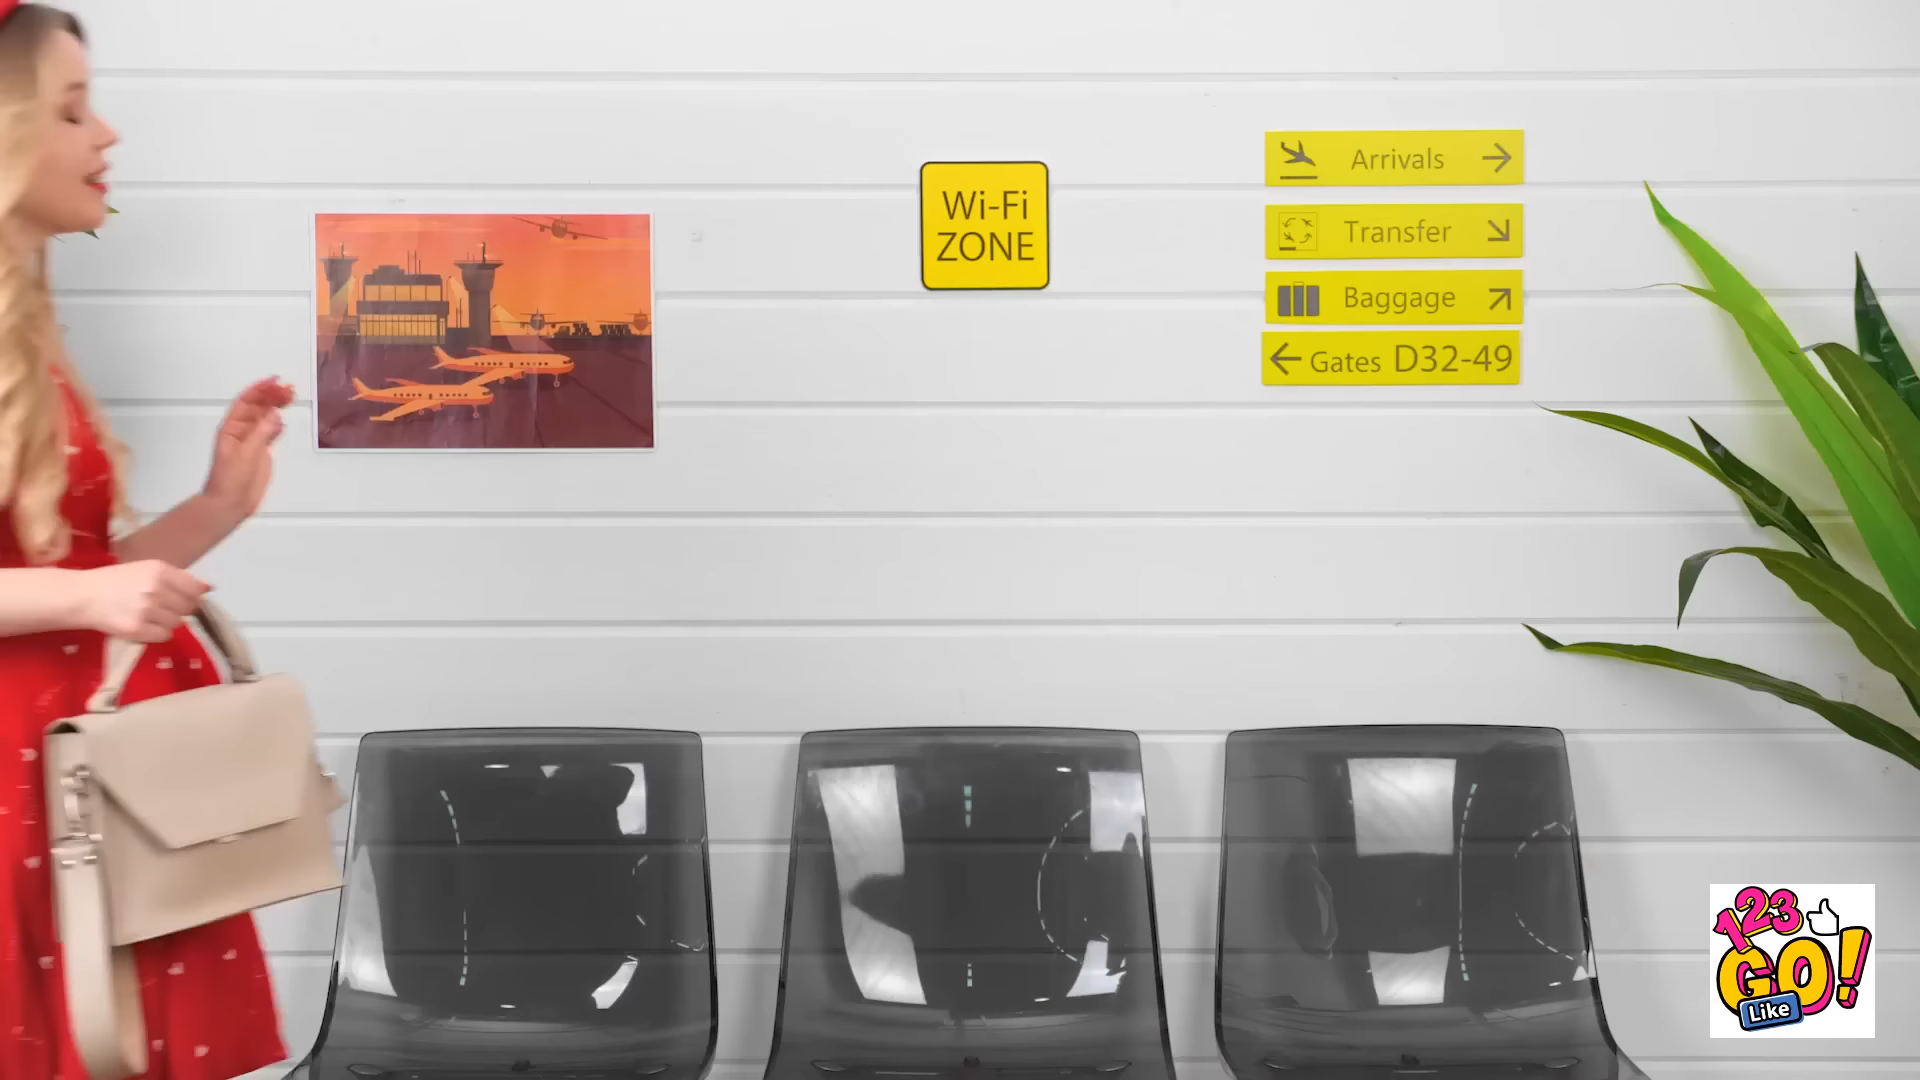 Wi-Fi
ZONE
Arrivals
Transfer
Baggage
Gates D32-49
123
GO!
Like